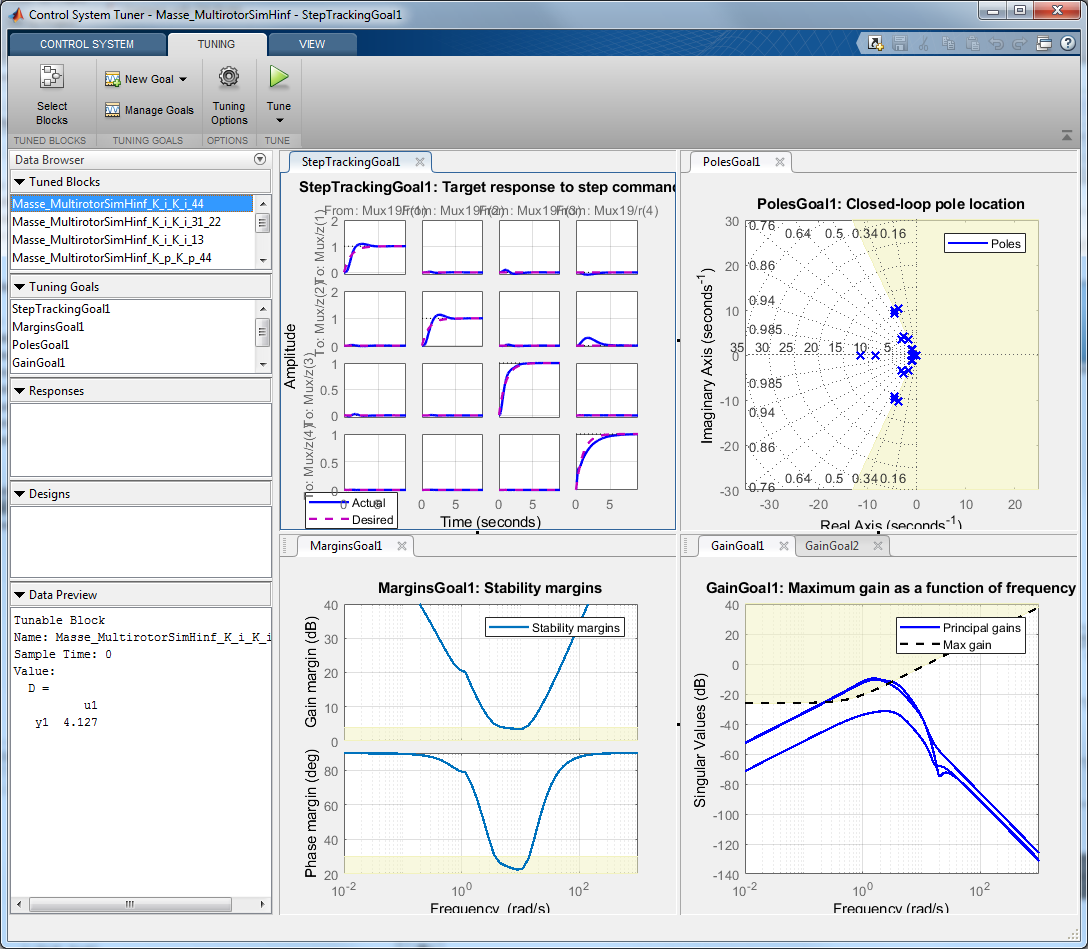 Control System Tuner - Masse_MultirotorSimHinf - StepTrackingGoal1
CONTROL SYSTEM
TUNING
VIEW
Select
Blocks
New Goal
Manage Goals
Tuning
Options
Tune
TUNED BLOCKS
TUNING GOALS
OPTIONS
TUNE
Data Browser
Tuned Blocks
Masse_MultirotorSimHinf_K_i_K_i_44
Masse_MultirotorSimHinf_K_i_K_i_31_22
Masse_MultirotorSimHinf_K_i_K_i_13
Masse_MultirotorSimHinf_K_p_K_p_44
Tuning Goals
StepTrackingGoal1
MarginsGoal1
PolesGoal1
GainGoal1
Responses
Designs
Data Preview
Tunable Block
Name: Masse_MultirotorSimHinf_K_i_K_i
Sample Time: 0
Value:
D =
u1
y1 4.127
StepTrackingGoal1
StepTrackingGoal1: Target response to step comman
From: Mux19/r(1)
From: Mux19/r(2)
From: Mux19/r(3)
From: Mux19/r(4)
To: Mux/z(1)
To: Mux/z(2)
To: Mux/z(3)
To: Mux/z(4)
Amplitude
2
1
0
2
1
0
1
0.5
0
1
0.5
0
0 5 0 5 0 5 0 5
Actual
Desired
Time (seconds)
PolesGoal1
PolesGoal1: Closed-loop pole location
Poles
Imaginary Axis (seconds-1)
30
20
10
0
-10
-20
-30
0.76 0.64 0.5 0.34 0.16
0.86
0.94
0.985
35 30 25 20 15 10 5
0.985
0.94
0.86
0.76 0.64 0.5 0.34 0.16
-30 -20 -10 0 10 20
Real Axis (seconds-1)
MarginsGoal1
MarginsGoal1: Stability margins
Stability margins
Gain margin (dB)
40
30
20
10
0
Phase margin (deg)
80
60
40
20
10-2 100 102
Frequency (rad/s)
GainGoal1
GainGoal2
GainGoal1: Maximum gain as a function of frequency
Principal gains
Max gain
Singular Values (dB)
40
20
0
-20
-40
-60
-80
-100
-120
-140
10-2 100 102
Frequency (rad/s)